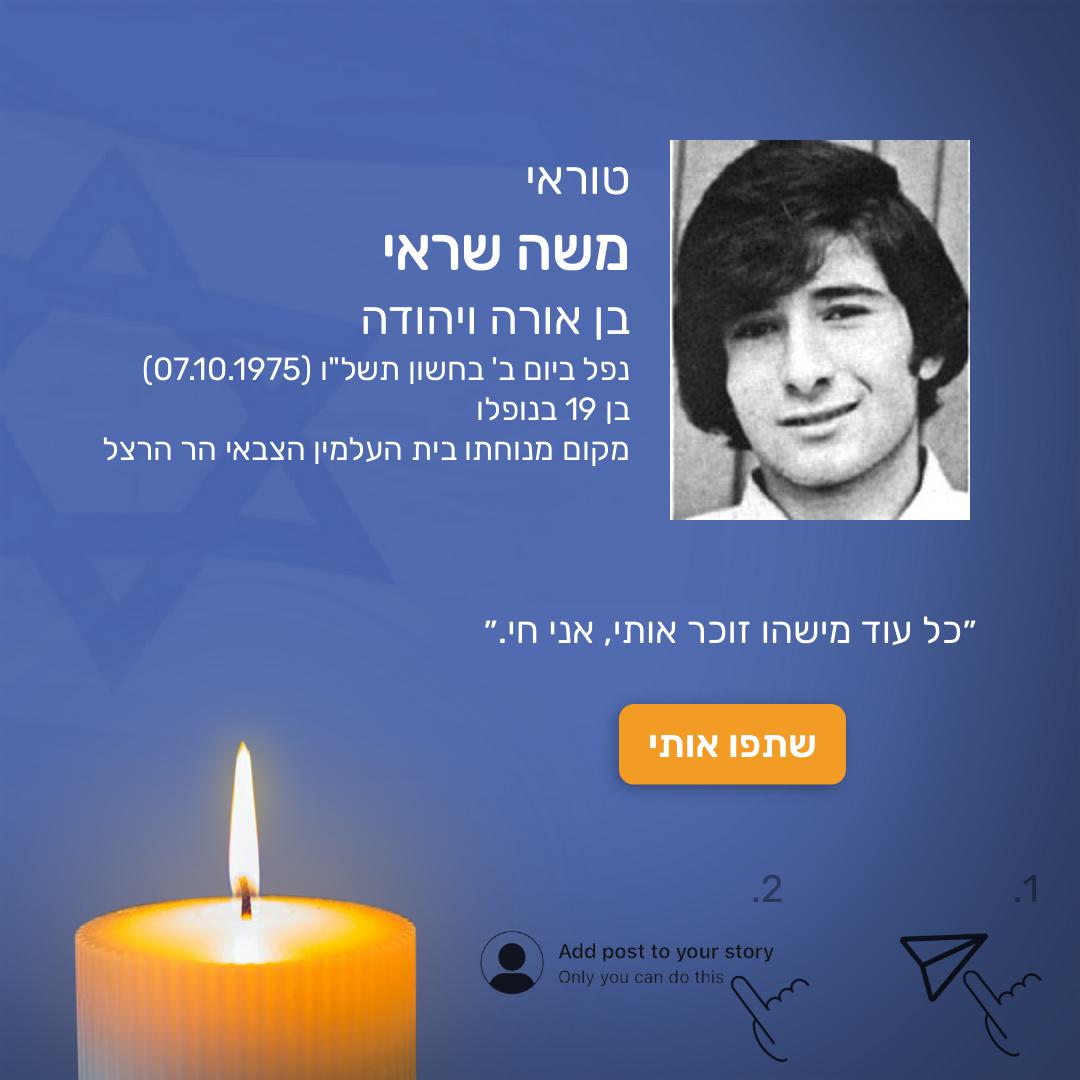 טוראי
משה שראי
בן אורה ויהודה
נפל ביום ב' בחשון תשל"ו (07.10.1975)
בן 19 בנופלו
מקום מנוחתו בית העלמין הצבאי הר הרצל
״כל עוד מישהו זוכר אותי, אני חי.״
שתפו אותי
1.
2.
Add post to your story
Only you can do this